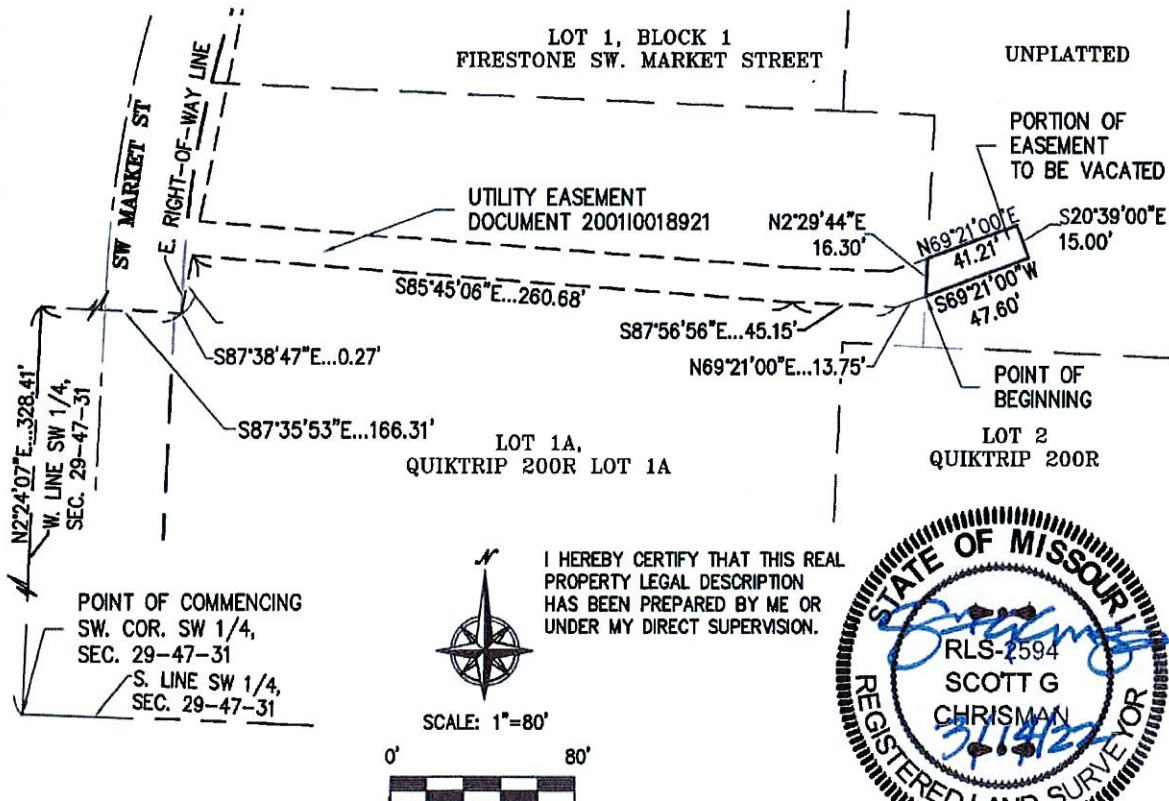 LOT 1, BLOCK 1
FIRESTONE SW. MARKET STREET
UNPLATTED
SW MARKET ST
E. RIGHT-OF-WAY LINE
PORTION OF
EASEMENT
TO BE VACATED
UTILITY EASEMENT
DOCUMENT 200110018921
N2°29'44"E
16.30'
N69°21'00"E
41.21'
S20°39'00"E
15.00'
S69°21'00"W
47.60'
S85°45'06"E...260.68'
S87°56'56"E...45.15'
S87°38'47"E...0.27'
N69°21'00"E...13.75'
POINT OF
BEGINNING
S87°35'53"E...166.31'
N2°24'07"E...328.41'
W. LINE SW 1/4,
SEC. 29-47-31
LOT 1A,
QUIKTRIP 200R LOT 1A
LOT 2
QUIKTRIP 200R
POINT OF COMMENCING
SW. COR. SW 1/4,
SEC. 29-47-31
S. LINE SW 1/4,
SEC. 29-47-31
N
SCALE: 1"=80'
0' 80'
I HEREBY CERTIFY THAT THIS REAL
PROPERTY LEGAL DESCRIPTION
HAS BEEN PREPARED BY ME OR
UNDER MY DIRECT SUPERVISION.
STATE OF MISSOURI
RLS-2594
SCOTT G
CHRISMAN
3/14/22
REGISTERED LAND SURVEYOR